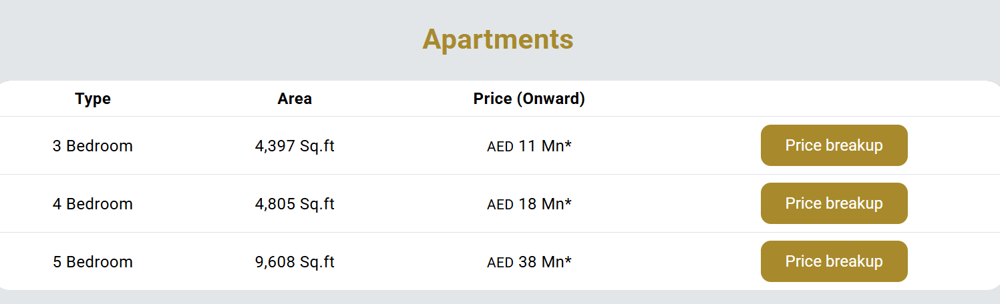 Apartments
Type Area Price (Onward)
3 Bedroom 4,397 Sq.ft AED 11 Mn* Price breakup
4 Bedroom 4,805 Sq.ft AED 18 Mn* Price breakup
5 Bedroom 9,608 Sq.ft AED 38 Mn* Price breakup